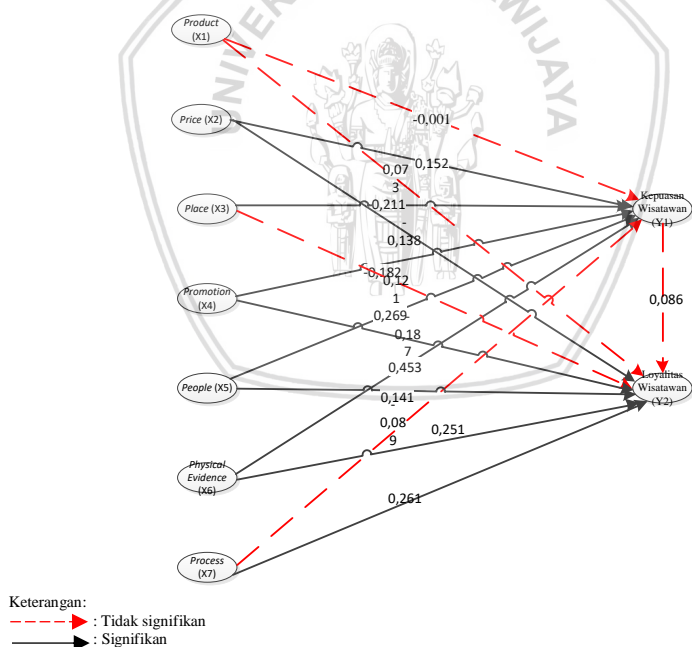 UNIVER
AWIJAYA
Product
(X1)
-0,001
Price (X2)
0,152
0,07
3
Place (X3)
0,211
Kepuasan
Wisatawan
(Y1)
-
0,138
-0,182
0,12
1
Promotion
(X4)
0,086
0,269
-
0,18
7
0,453
People (X5)
Loyalitas
Wisatawan
(Y2)
0,141
-
0,08
9
0,251
Physical
Evidence
(X6)
0,261
Process
(X7)
Keterangan:
: Tidak signifikan
: Signifikan